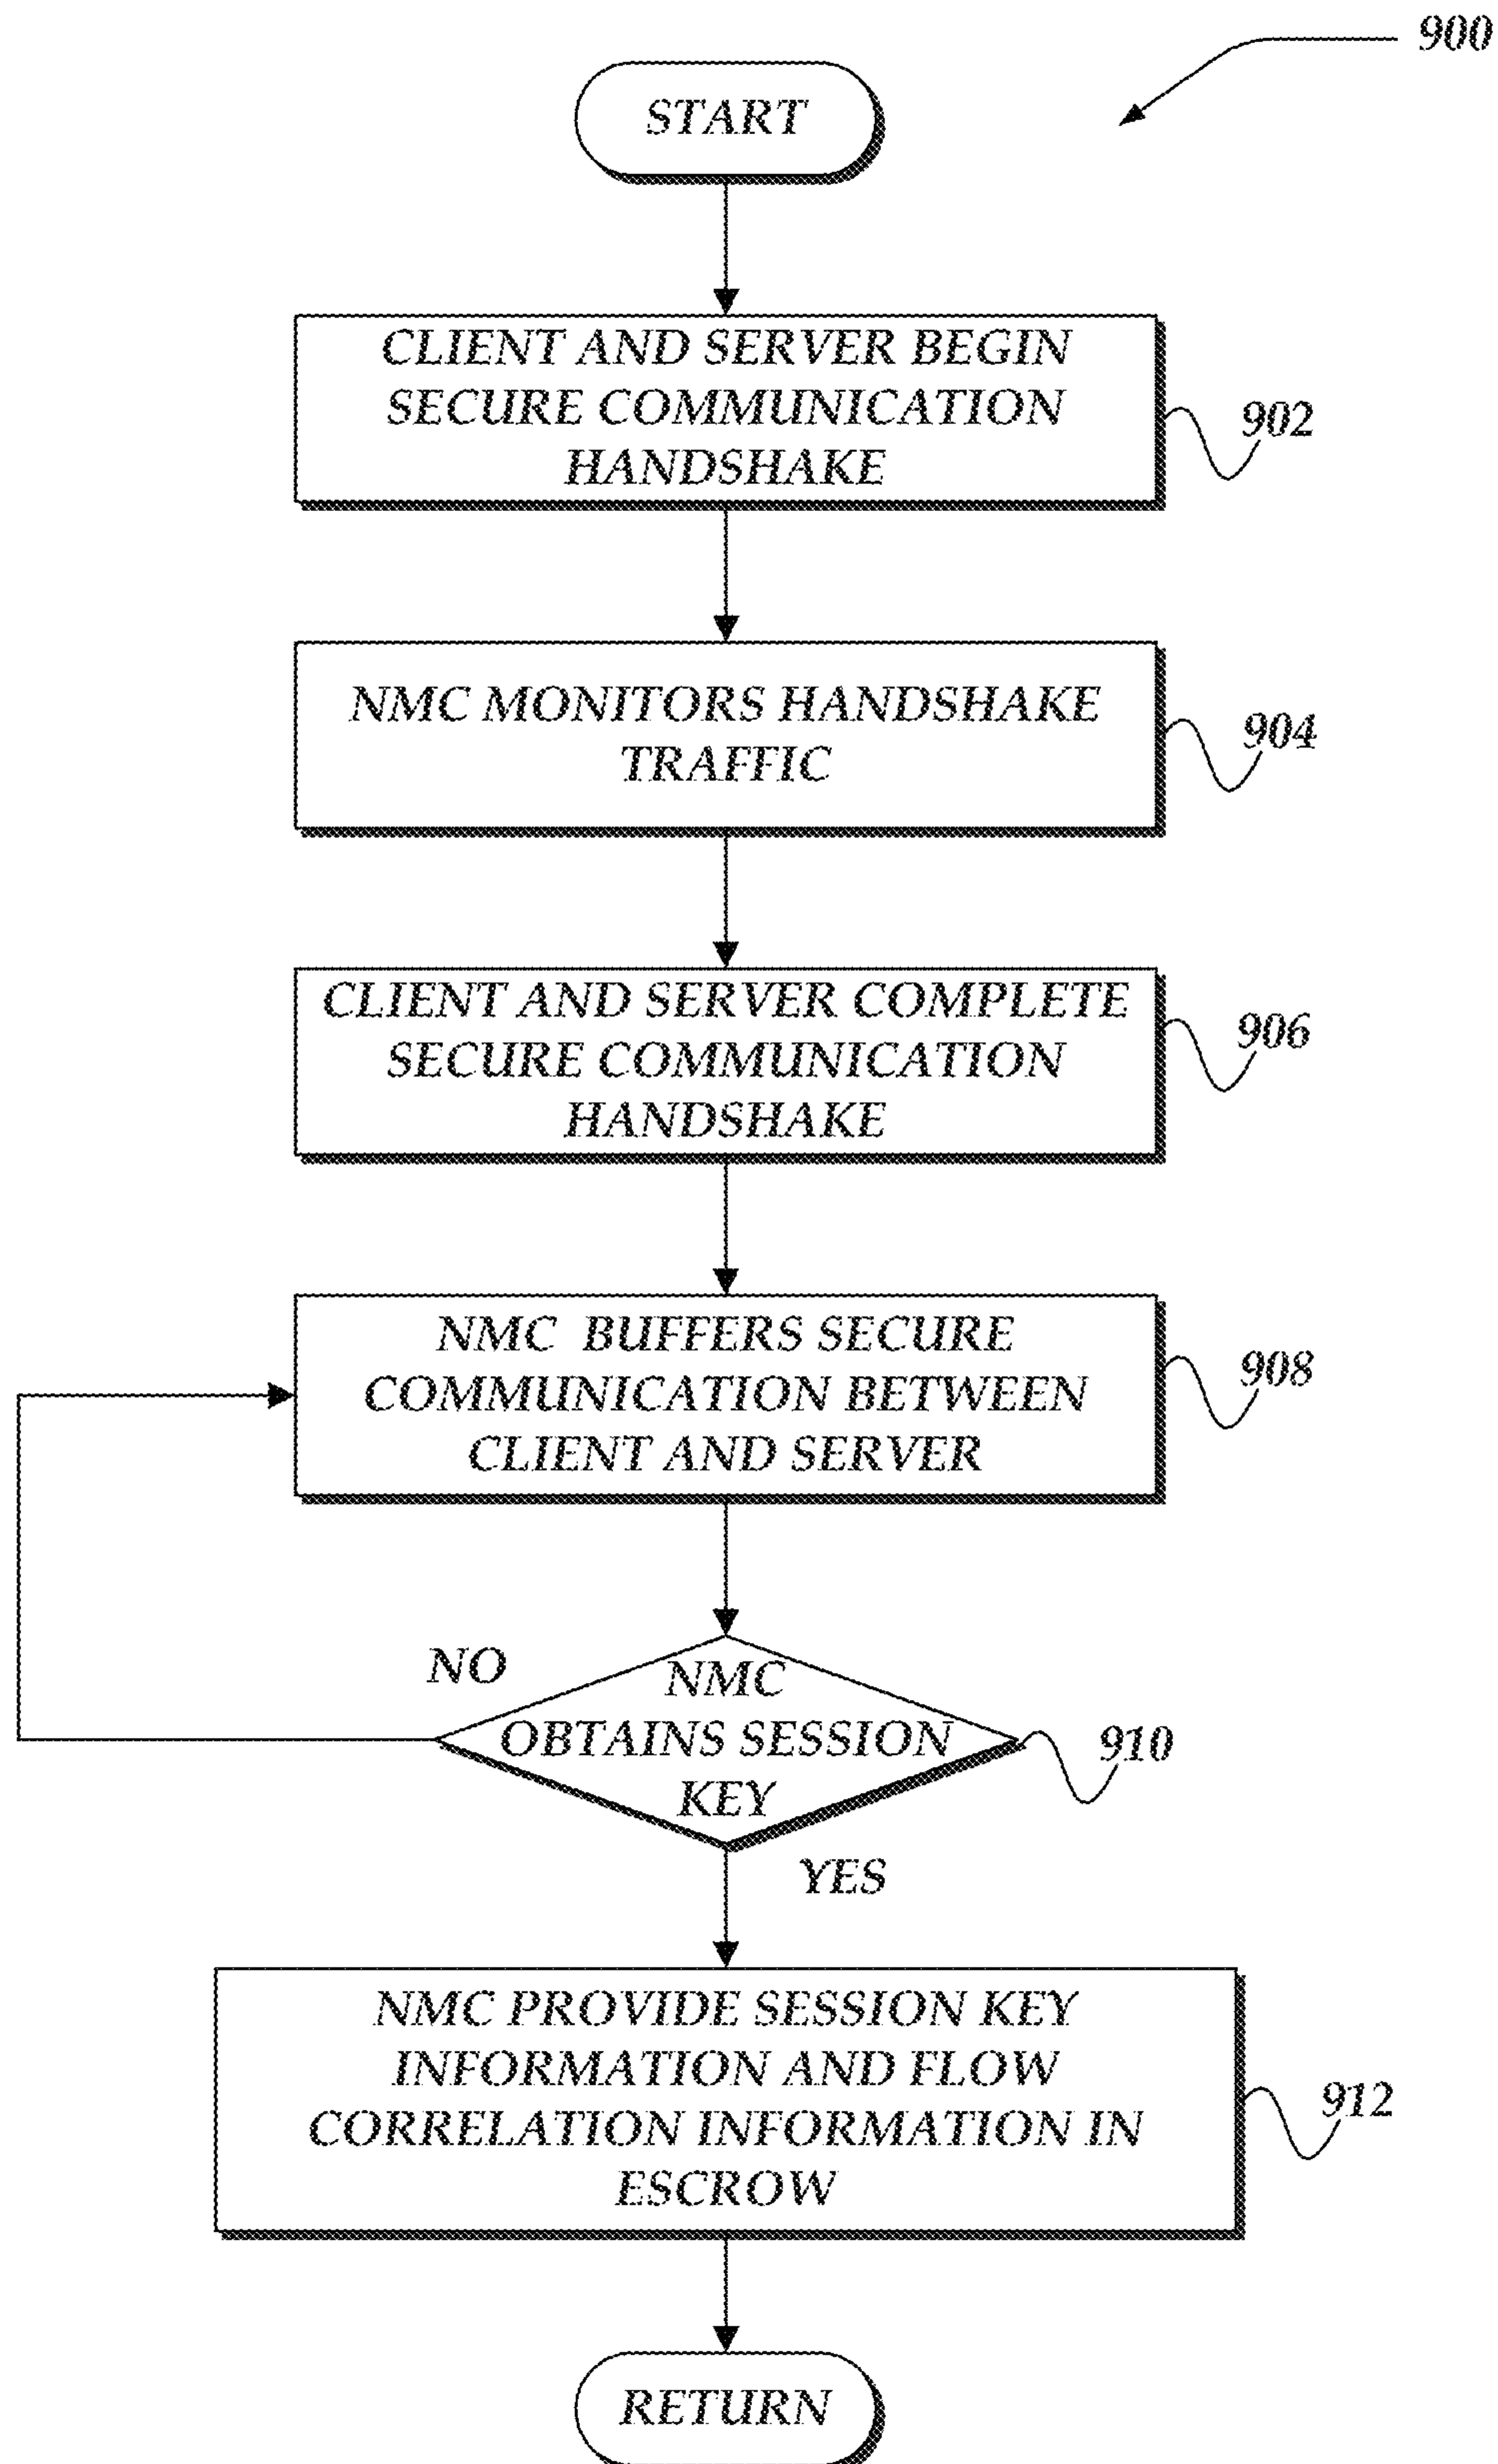 900
START
CLIENT AND SERVER BEGIN
SECURE COMMUNICATION
HANDSHAKE
902
NMC MONITORS HANDSHAKE
TRAFFIC
904
CLIENT AND SERVER COMPLETE
SECURE COMMUNICATION
HANDSHAKE
906
NMC BUFFERS SECURE
COMMUNICATION BETWEEN
CLIENT AND SERVER
908
NO
NMC
OBTAINS SESSION
KEY
910
YES
NMC PROVIDE SESSION KEY
INFORMATION AND FLOW
CORRELATION INFORMATION IN
ESCROW
912
RETURN